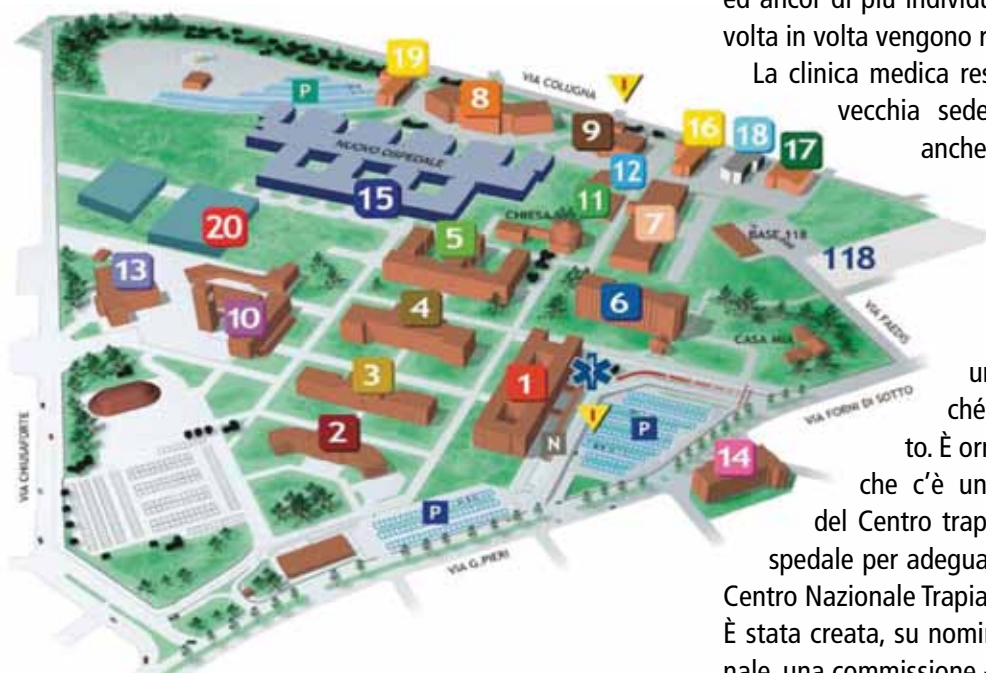 ed ancor di più individu
volta in volta vengono r
La clinica medica res
vecchia sede
anche
19
8
VIA COLUGNA
I
P
9
16
18
17
NUOVO OSPEDALE
12
15
11
CHIESA
7
20
5
BASE 118
118
13
10
4
6
VIA FAEDIS
CASA MIA
3
1
un
ché
VIA FORNI DI SOTTO
2
I
P
N
14
to. È orn
che c'è un
del Centro trap
spedale per adegua
Centro Nazionale Trapia
È stata creata, su nomin
VIA CHIUSAFORTE
P
VIA G. PIERI